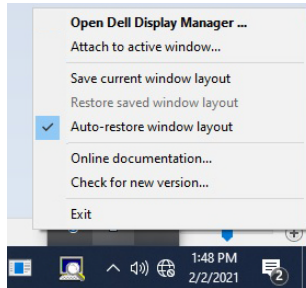 Open Dell Display Manager ...
Attach to active window...
Save current window layout
Restore saved window layout
Auto-restore window layout
Online documentation...
Check for new version...
Exit
1:48 PM
2/2/2021
2